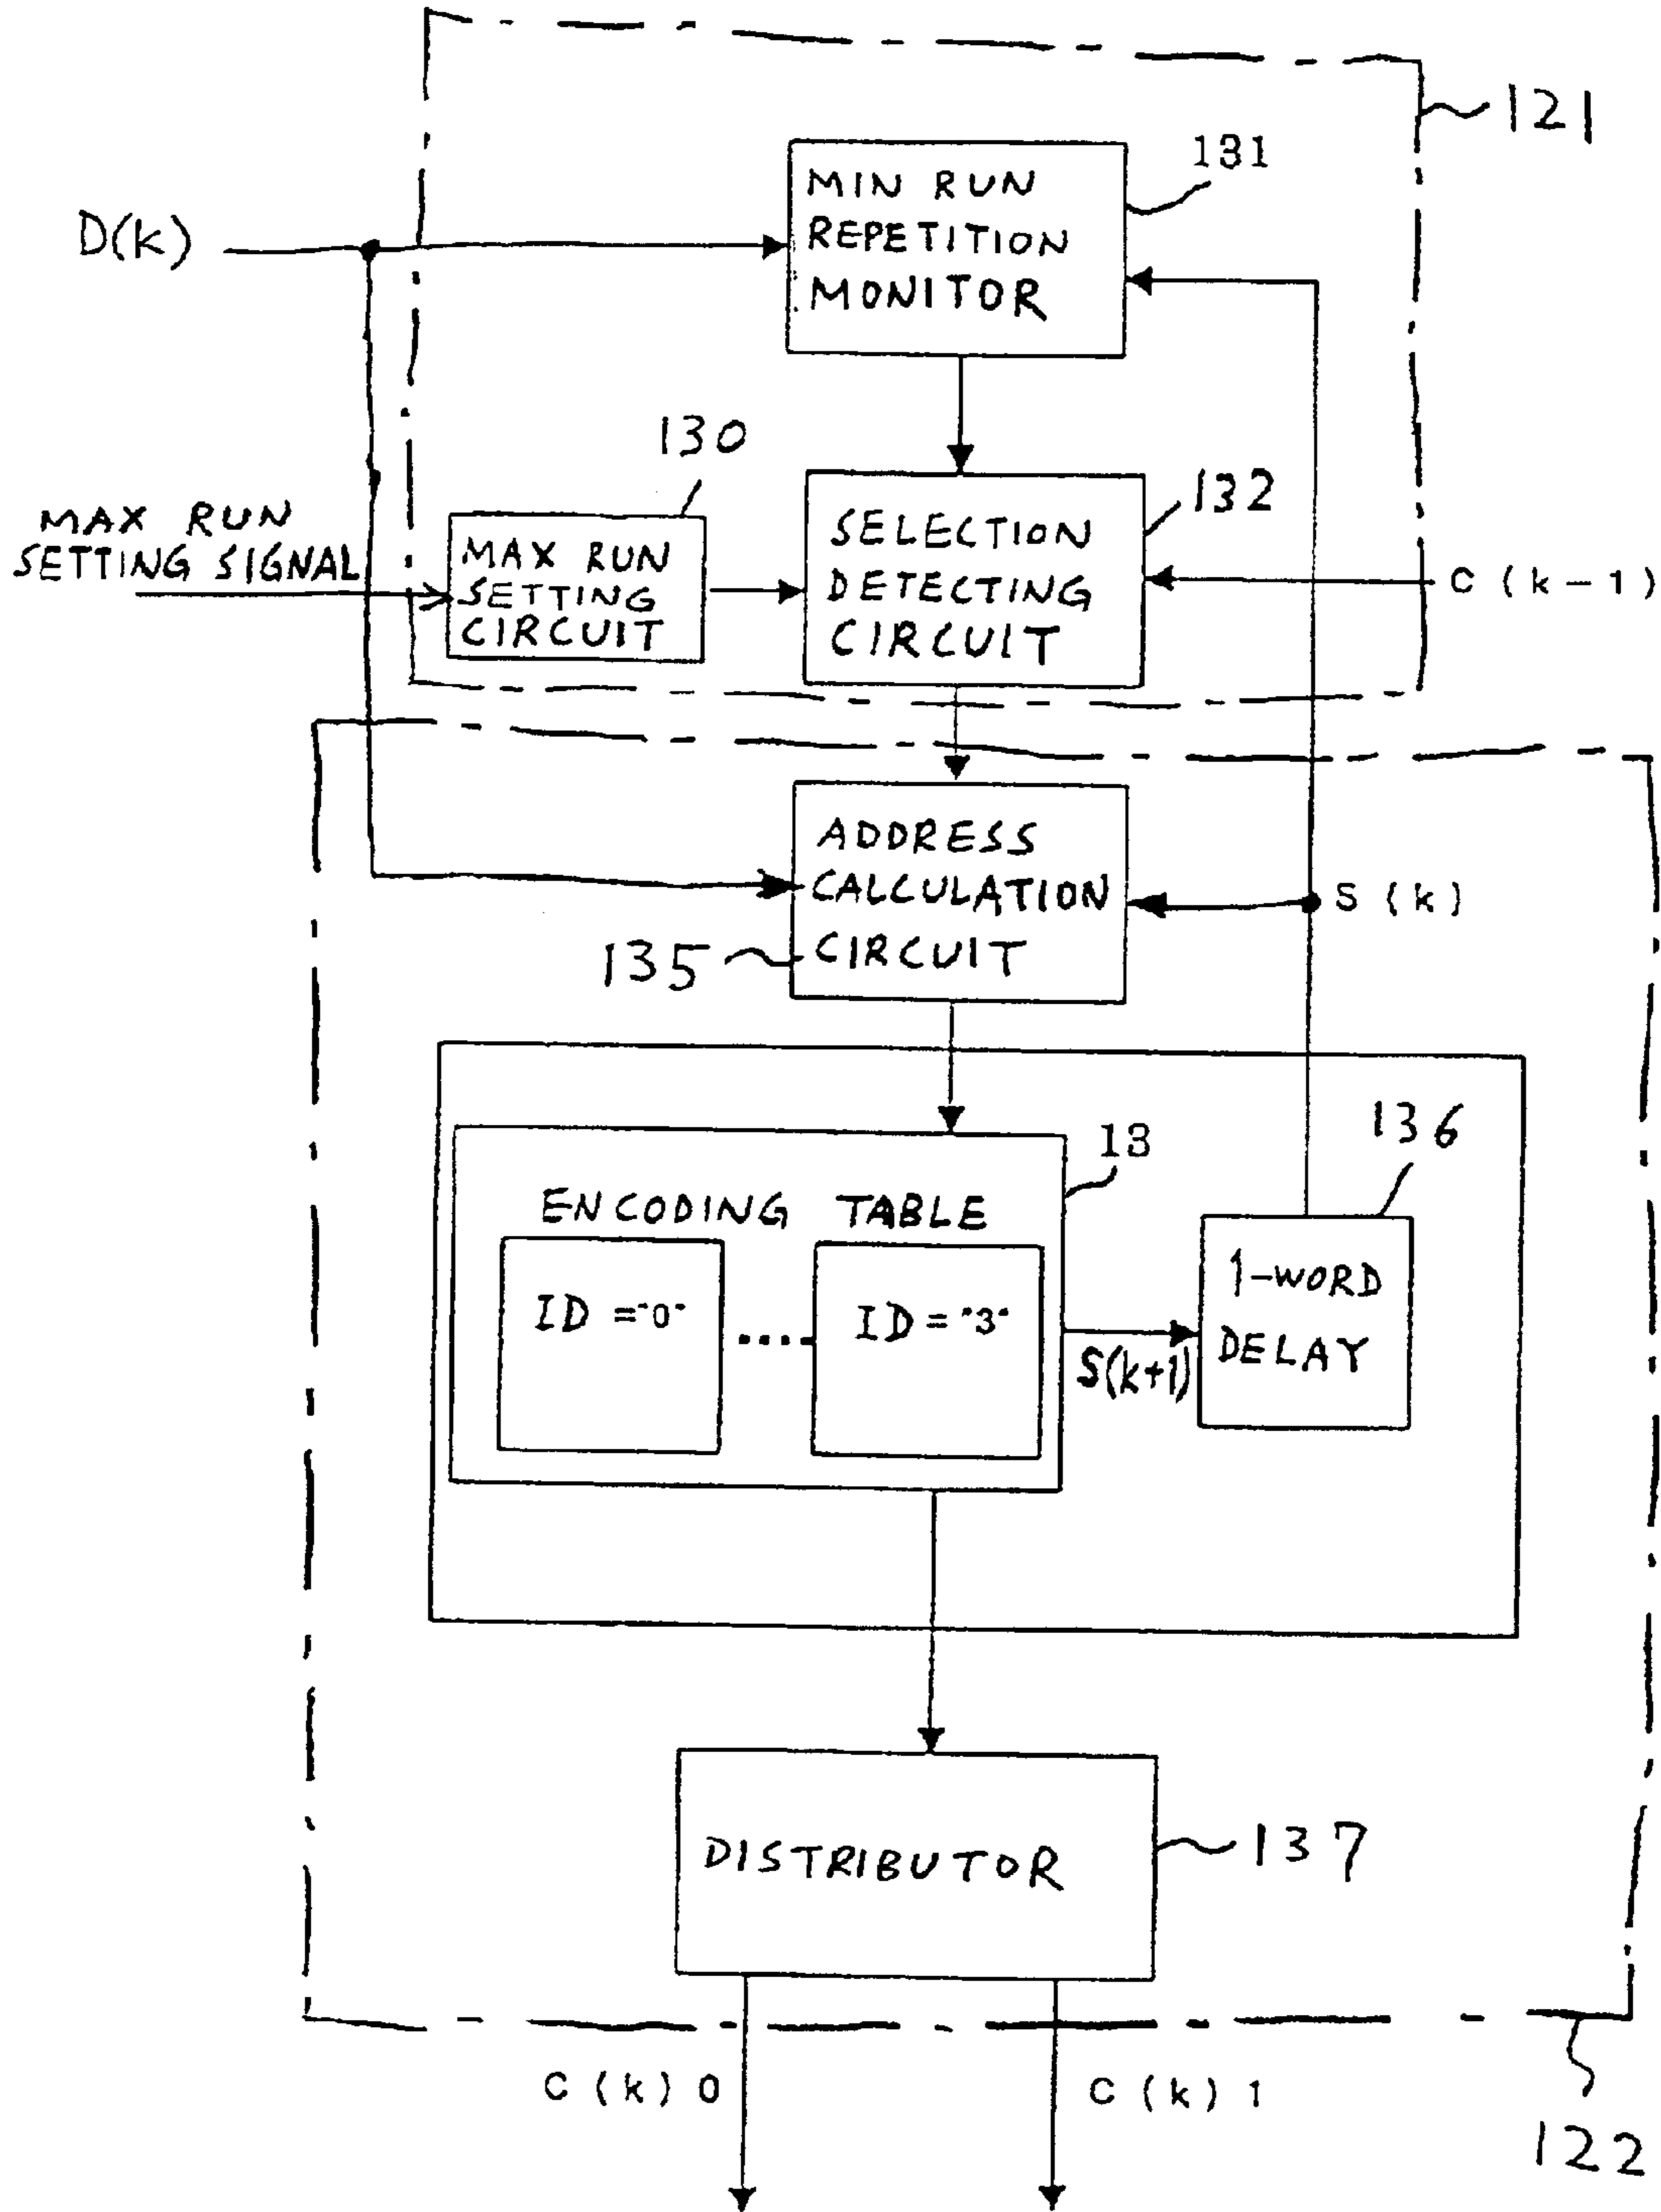 121
131
MIN RUN
REPETITION
MONITOR
D(k)
130
132
MAX RUN
SETTING SIGNAL
MAX RUN
SETTING
CIRCUIT
SELECTION
DETECTING
CIRCUIT
C (k-1)
ADDRESS
CALCULATION
CIRCUIT
S (k)
135
13
136
ENCODING TABLE
ID = "0"
....
ID = "3"
S(k+1)
1-WORD
DELAY
DISTRIBUTOR
137
C (k) 0
C (k) 1
122